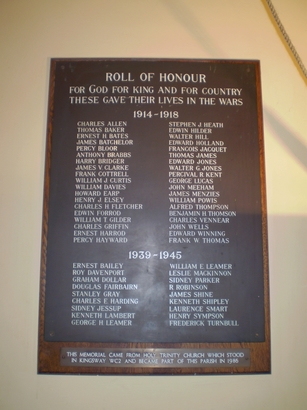 ROLL OF HONOUR
FOR GOD FOR KING AND FOR COUNTRY
THESE GAVE THEIR LIVES IN THE WARS
1914-1918
CHARLES ALLEN
THOMAS BAKER
ERNEST H BATES
JAMES BATCHELOR
PERCY BLOOR
ANTHONY BRABBS
HARRY BRIDGER
JAMES V CLARKE
FRANK COTTRELL
WILLIAM J CURTIS
WILLIAM DAVIES
HOWARD EARP
HENRY J ELSEY
CHARLES H FLETCHER
EDWIN FORROD
WILLIAM T GILDER
CHARLES GRIFFIN
ERNEST HARROD
PERCY HAYWARD
STEPHEN J HEATH
EDWIN HILDER
WALTER HILL
EDWARD HOLLAND
FRANCOIS JACQUET
THOMAS JAMES
EDWARD JONES
WALTER G JONES
PERCIVAL R KENT
GEORGE LUCAS
JOHN MEEHAM
JAMES MENZIES
WILLIAM POWIS
ALFRED THOMPSON
BENJAMIN H THOMSON
CHARLES VENNEAR
JOHN WELLS
EDWARD WINNING
FRANK W THOMAS
1939-1945
ERNEST BAILEY
ROY DAVENPORT
GRAHAM DOLLAR
DOUGLAS FAIRBAIRN
STANLEY GRAY
CHARLES E HARDING
SIDNEY JESSUP
KENNETH LAMBERT
GEORGE H LEAMER
WILLIAM E LEAMER
LESLIE MACKINNON
SIDNEY PARKER
R ROBINSON
JAMES SHINE
KENNETH SHIPLEY
LAURENCE SMART
HENRY SYMPSON
FREDERICK TURNBULL
THIS MEMORIAL CAME FROM HOLY TRINITY CHURCH WHICH STOOD
IN KINGSWAY WC2 AND BECAME PART OF THIS PARISH IN 1986